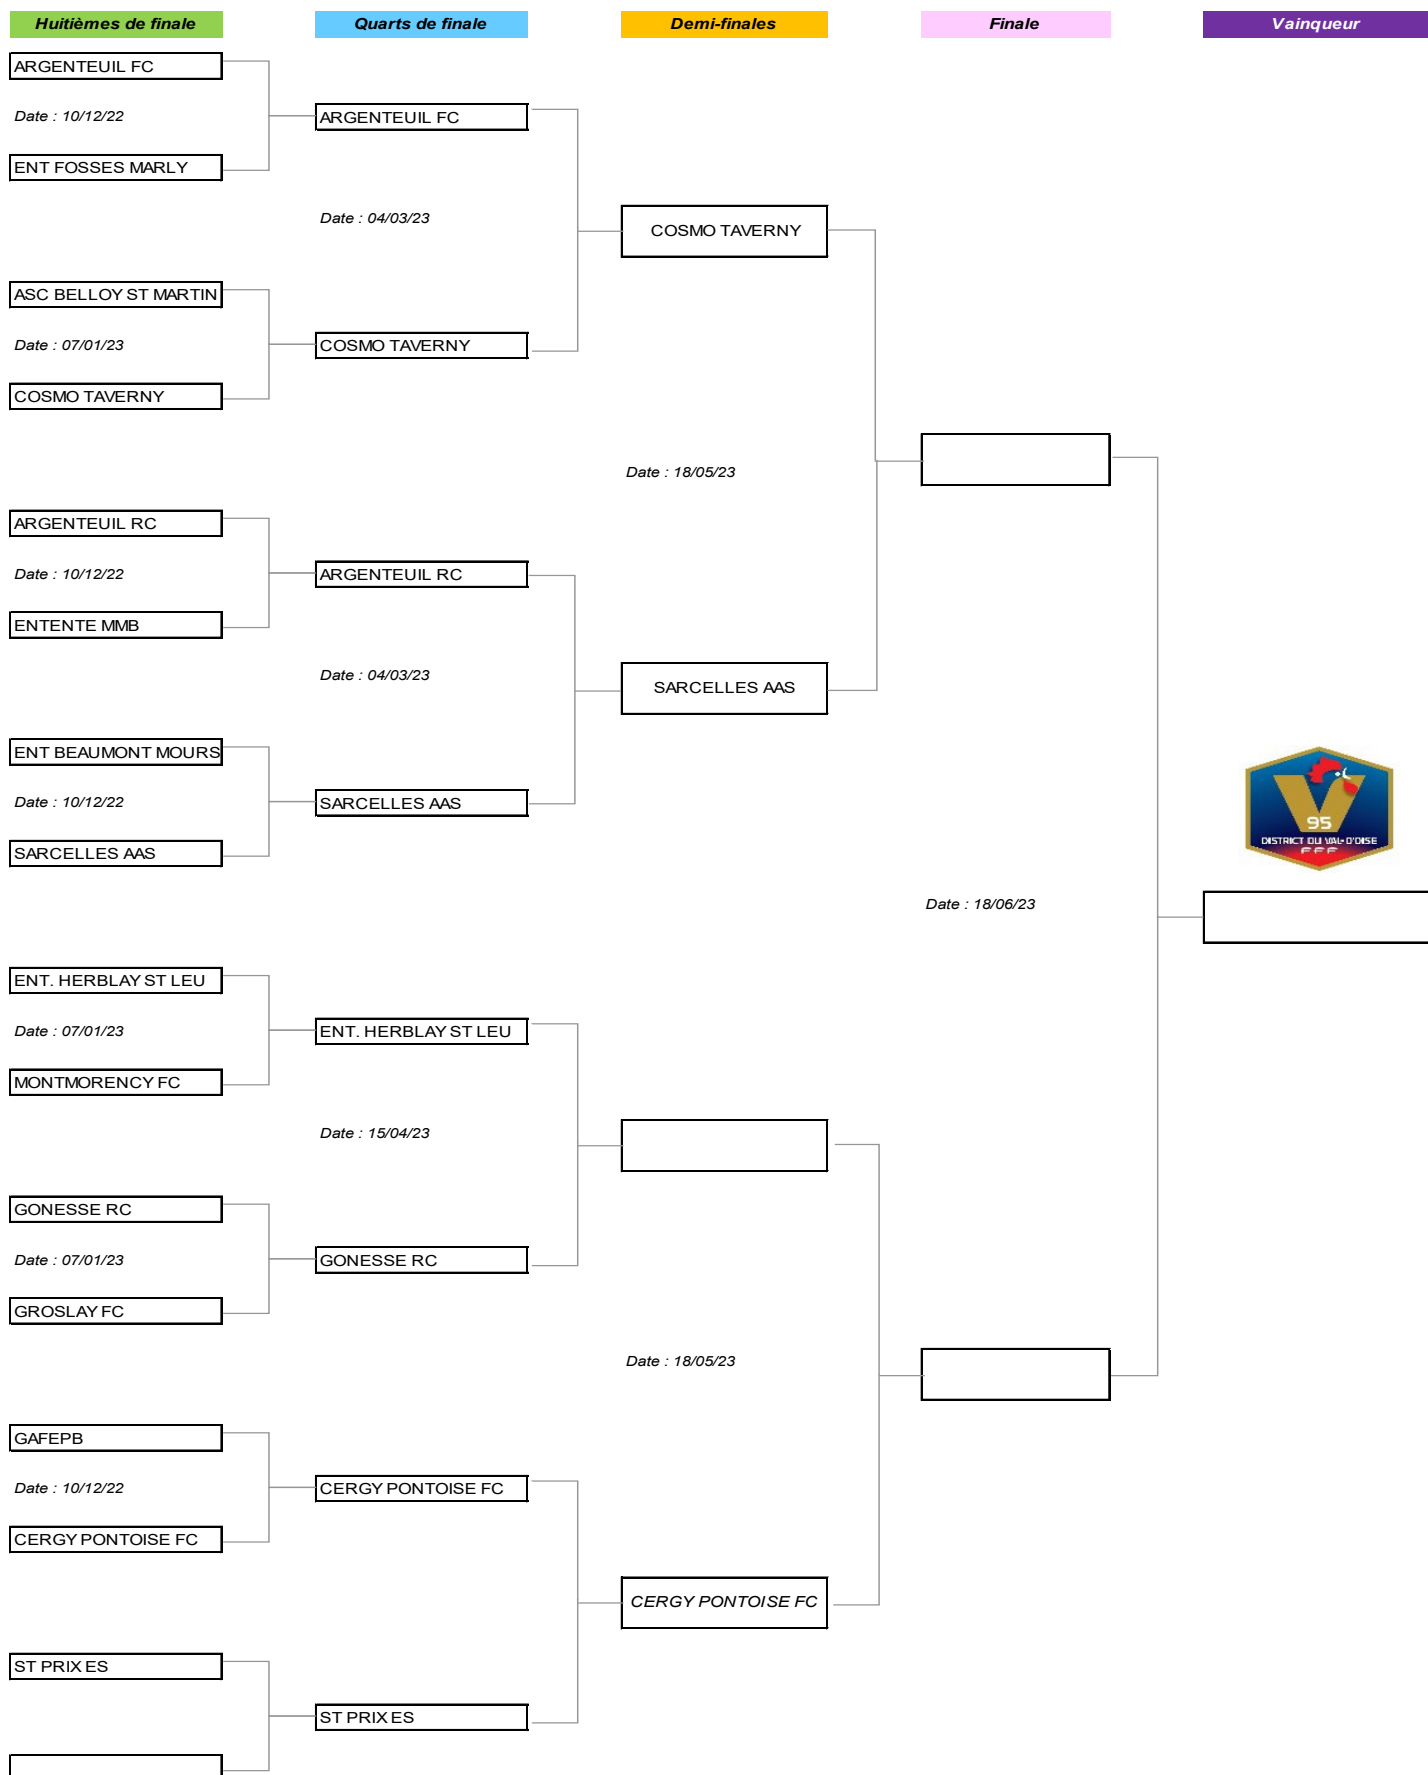 Huitièmes de finale
Quarts de finale
Demi-finales
Finale
Vainqueur
ARGENTEUIL FC
Date : 10/12/22
ARGENTEUIL FC
ENT FOSSES MARLY
Date : 04/03/23
COSMO TAVERNY
ASC BELLOY ST MARTIN
Date : 07/01/23
COSMO TAVERNY
COSMO TAVERNY
Date : 18/05/23
ARGENTEUIL RC
Date : 10/12/22
ARGENTEUIL RC
ENTENTE MMB
Date : 04/03/23
SARCELLES AAS
ENT BEAUMONT MOURS
Date : 10/12/22
SARCELLES AAS
SARCELLES AAS
95
DISTRICT DU VAL-D'OISE
FFF
Date : 18/06/23
ENT. HERBLAY ST LEU
Date : 07/01/23
ENT. HERBLAY ST LEU
MONTMORENCY FC
Date : 15/04/23
GONESSE RC
Date : 07/01/23
GONESSE RC
GROSLAY FC
Date : 18/05/23
GAFEPB
Date : 10/12/22
CERGY PONTOISE FC
CERGY PONTOISE FC
CERGY PONTOISE FC
ST PRIX ES
ST PRIX ES